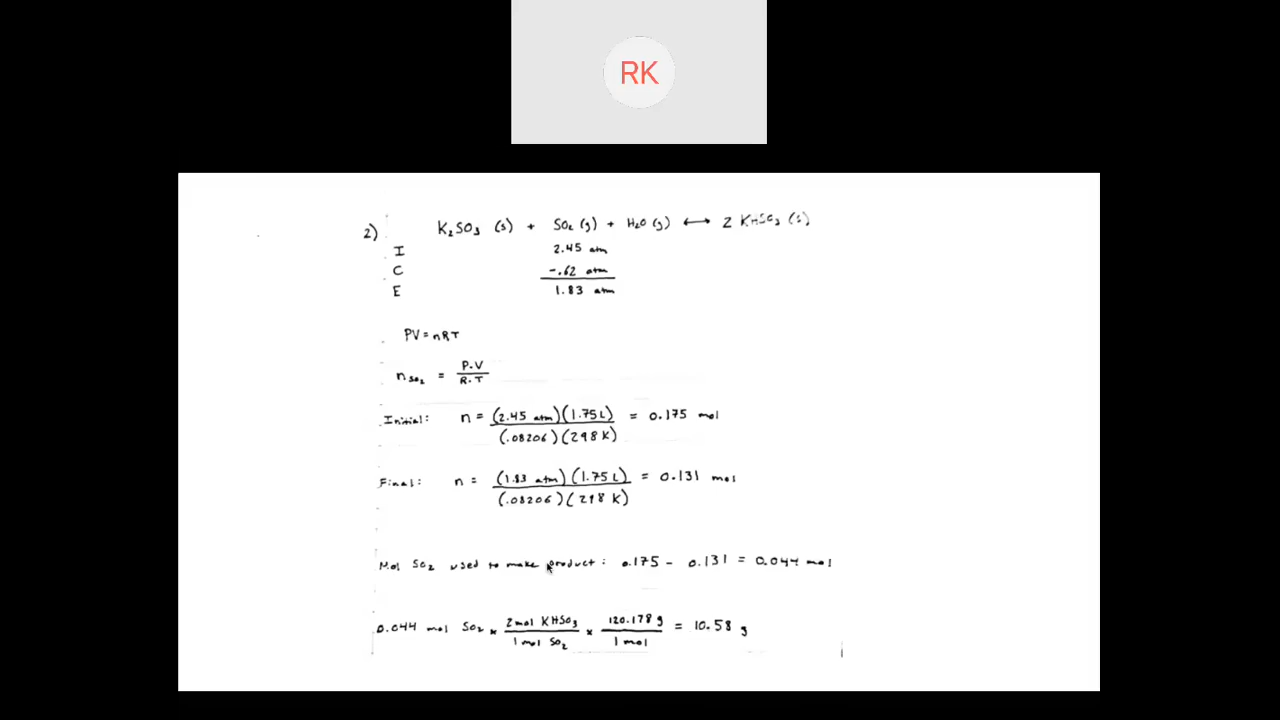 RK
2) K₂SO₃ (s) + SO₂ (g) + H₂O (g) ⟷ 2 KHSO₃ (s)
I 2.45 atm
C -.62 atm
E 1.83 atm
PV = nRT
n SO₂ = P.V / R.T
Initial: n = (2.45 atm)(1.75 L) / (.08206)(298 K) = 0.175 mol
Final: n = (1.83 atm)(1.75 L) / (.08206)(298 K) = 0.131 mol
Mol SO₂ used to make product: 0.175 - 0.131 = 0.044 mol
0.044 mol SO₂ × 2 mol KHSO₃ / 1 mol SO₂ × 120.178 g / 1 mol = 10.58 g